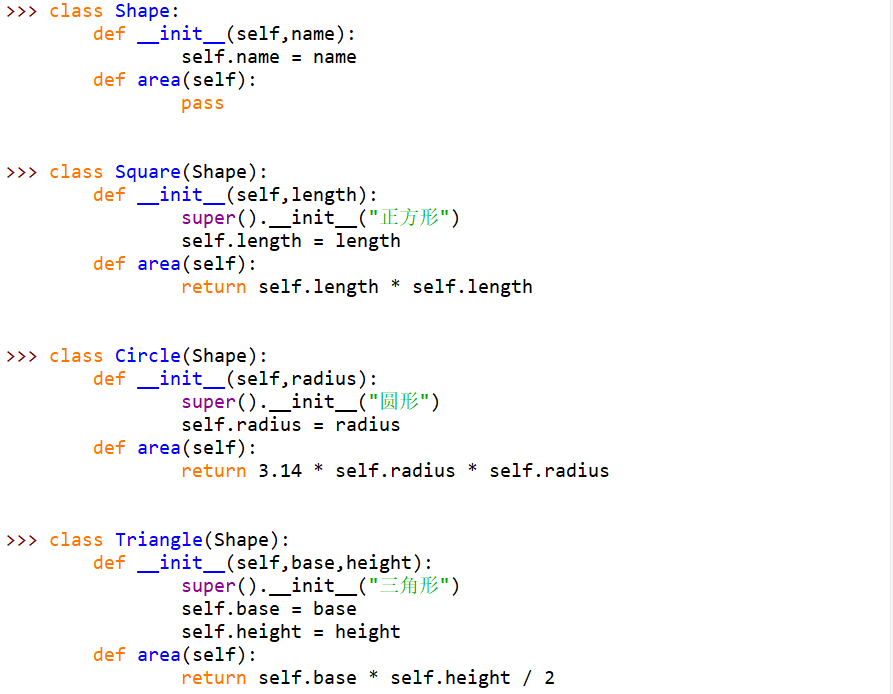 >>> class Shape:
        def __init__(self,name):
                self.name = name
        def area(self):
                pass
>>> class Square(Shape):
        def __init__(self,length):
                super().__init__("正方形")
                self.length = length
        def area(self):
                return self.length * self.length
>>> class Circle(Shape):
        def __init__(self,radius):
                super().__init__("圆形")
                self.radius = radius
        def area(self):
                return 3.14 * self.radius * self.radius
>>> class Triangle(Shape):
        def __init__(self,base,height):
                super().__init__("三角形")
                self.base = base
                self.height = height
        def area(self):
                return self.base * self.height / 2